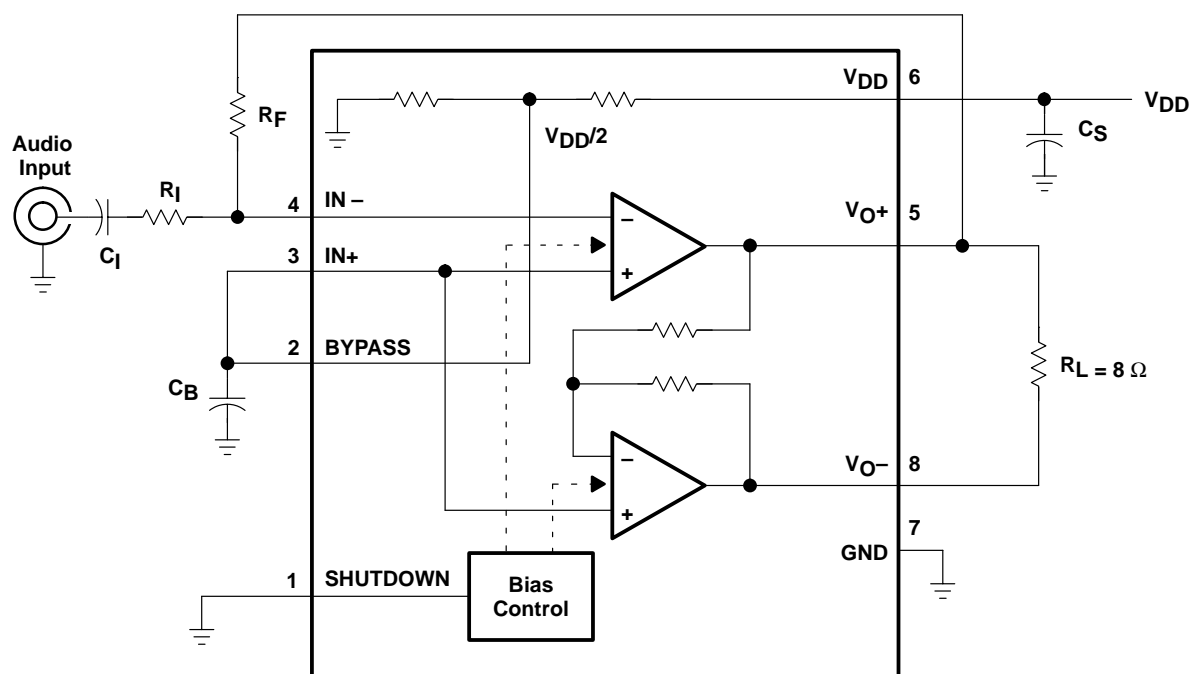 VDD 6
VDD
RF
VDD/2
CS
Audio
Input
RI
4 IN –
–
VO+ 5
CI
3 IN+
+
2 BYPASS
CB
RL = 8 Ω
–
VO– 8
+
7
GND
1 SHUTDOWN
Bias
Control